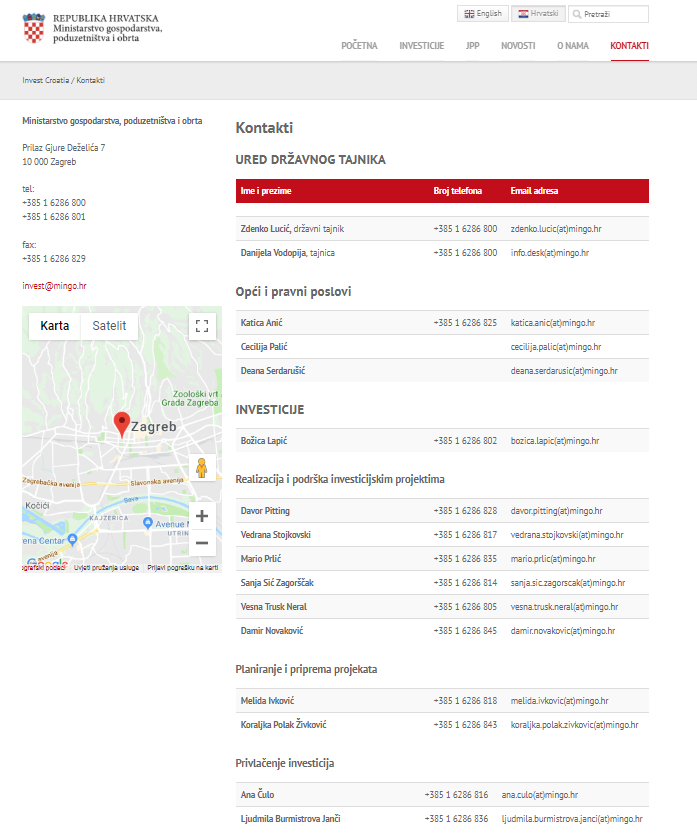 REPUBLIKA HRVATSKA
Ministarstvo gospodarstva,
poduzetništva i obrta
English
Hrvatski
Pretraži
POČETNA INVESTICIJE JPP NOVOSTI O NAMA KONTAKTI
Invest Croatia / Kontakti
Ministarstvo gospodarstva, poduzetništva i obrta
Prilaz Gjure Deželića 7
10 000 Zagreb
tel:
+385 1 6286 800
+385 1 6286 801
fax:
+385 1 6286 829
invest@mingo.hr
Karta Satelit
Zoološki vrt
Grada Zagreba
Zagreb
Zagrebačka avenija
Slavonska avenija
Sava
Kočići
KAJZERICA
Avenue M
UTRIN
ena Centar
avenija
Google
ografski podaci Uvjeti pružanja usluge Prijavi pogrešku na karti
Kontakti
URED DRŽAVNOG TAJNIKA
Ime i prezime Broj telefona Email adresa
Zdenko Lucić, državni tajnik +385 1 6286 800 zdenko.lucic(at)mingo.hr
Danijela Vodopija, tajnica +385 1 6286 800 info.desk(at)mingo.hr
Opći i pravni poslovi
Katica Anić +385 1 6286 825 katica.anic(at)mingo.hr
Cecilija Palić cecilija.palic(at)mingo.hr
Deana Serdarušić deana.serdarusic(at)mingo.hr
INVESTICIJE
Božica Lapić +385 1 6286 802 bozica.lapic(at)mingo.hr
Realizacija i podrška investicijskim projektima
Davor Pitting +385 1 6286 828 davor.pitting(at)mingo.hr
Vedrana Stojkovski +385 1 6286 817 vedrana.stojkovski(at)mingo.hr
Mario Prlić +385 1 6286 835 mario.prlic(at)mingo.hr
Sanja Sić Zagorščak +385 1 6286 814 sanja.sic.zagorscak(at)mingo.hr
Vesna Trusk Neral +385 1 6286 805 vesna.trusk.neral(at)mingo.hr
Damir Novaković +385 1 6286 845 damir.novakovic(at)mingo.hr
Planiranje i priprema projekata
Melida Ivković +385 1 6286 818 melida.ivkovic(at)mingo.hr
Koraljka Polak Živković +385 1 6286 843 koraljka.polak.zivkovic(at)mingo.hr
Privlačenje investicija
Ana Čulo +385 1 6286 816 ana.culo(at)mingo.hr
Ljudmila Burmistrova Janči +385 1 6286 836 ljudmila.burmistrova.janci(at)mingo.hr